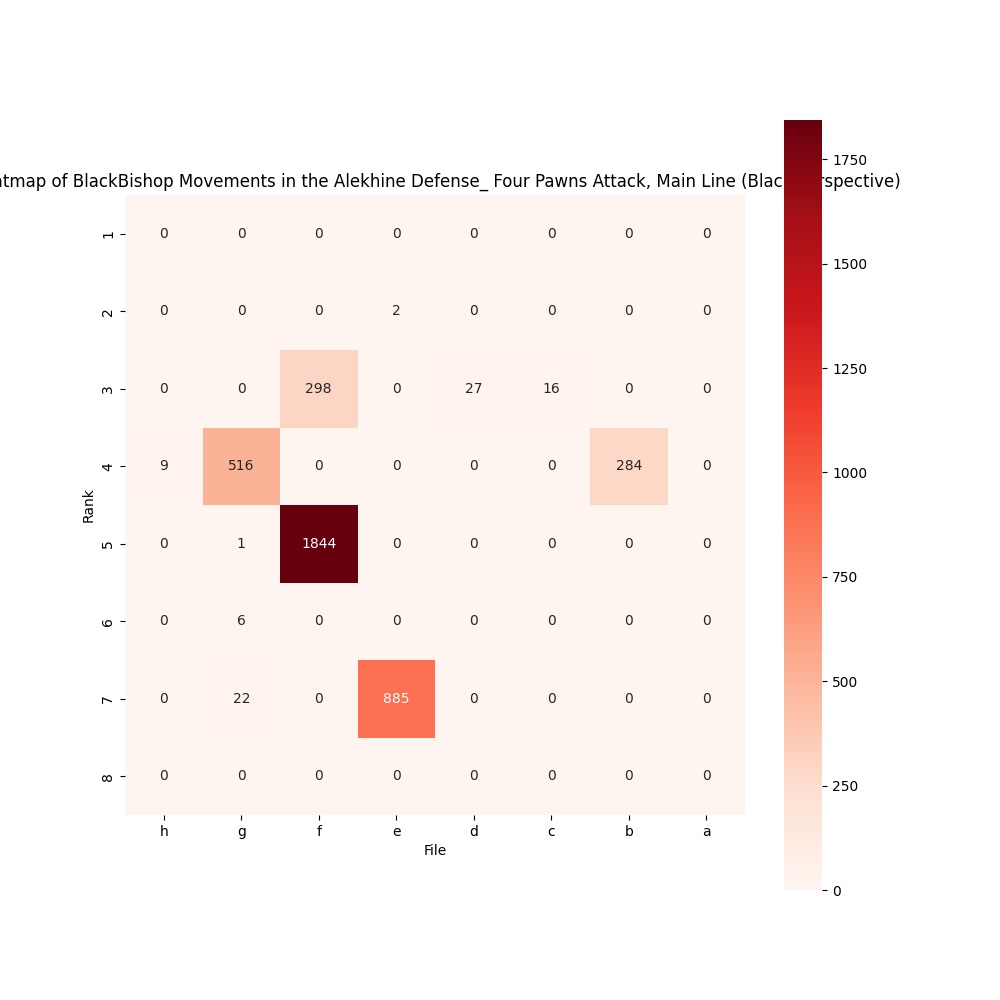 atmap of BlackBishop Movements in the Alekhine Defense_ Four Pawns Attack, Main Line (Blac rspective)
1 0 0 0 0 0 0 0 0
2 0 0 0 2 0 0 0 0
3 0 0 298 0 27 16 0 0
4 9 516 0 0 0 0 284 0
5 0 1 1844 0 0 0 0 0
6 0 6 0 0 0 0 0 0
7 0 22 0 885 0 0 0 0
8 0 0 0 0 0 0 0 0
h g f e d c b a
File
Rank
1750
1500
1250
1000
750
500
250
0